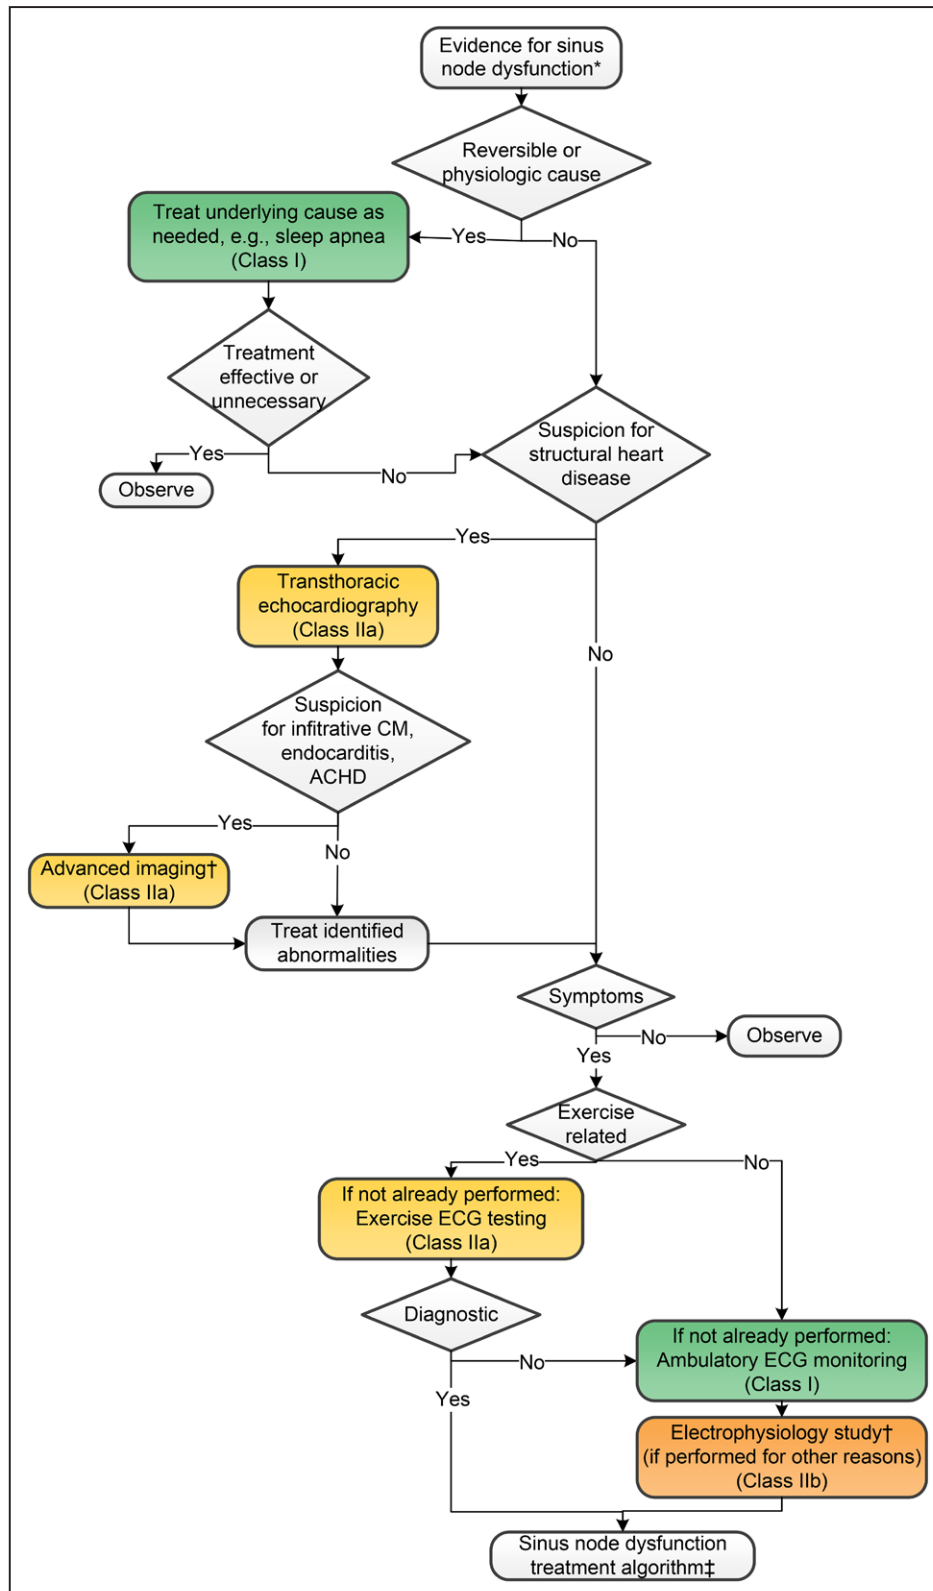 Evidence for sinus
node dysfunction*
Reversible or
physiologic cause
Treat underlying cause as
needed, e.g., sleep apnea
(Class I)
Yes
No
Treatment
effective or
unnecessary
Suspicion for
structural heart
disease
Yes
No
Observe
Yes
Transthoracic
echocardiography
(Class IIa)
No
Suspicion
for infitrative CM,
endocarditis,
ACHD
Yes
No
Advanced imaging†
(Class IIa)
Treat identified
abnormalities
Symptoms
No
Observe
Yes
Exercise
related
Yes
No
If not already performed:
Exercise ECG testing
(Class IIa)
Diagnostic
If not already performed:
Ambulatory ECG monitoring
(Class I)
No
Yes
Electrophysiology study†
(if performed for other reasons)
(Class IIb)
Sinus node dysfunction
treatment algorithm‡